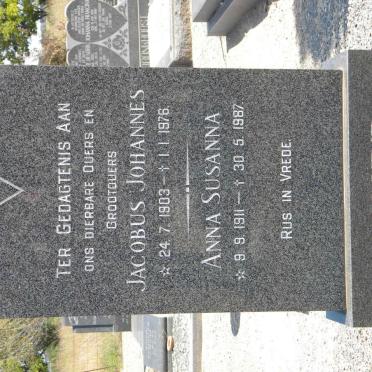 TER GEDAGTENIS AAN
ONS DIERBARE OUERS EN
GROOTOUERS
JACOBUS JOHANNES
☆ 24. 7. 1903 — † 1. 1. 1976.
ANNA SUSANNA
☆ 9. 9. 1911 — † 30. 5. 1987.
RUS IN VREDE.